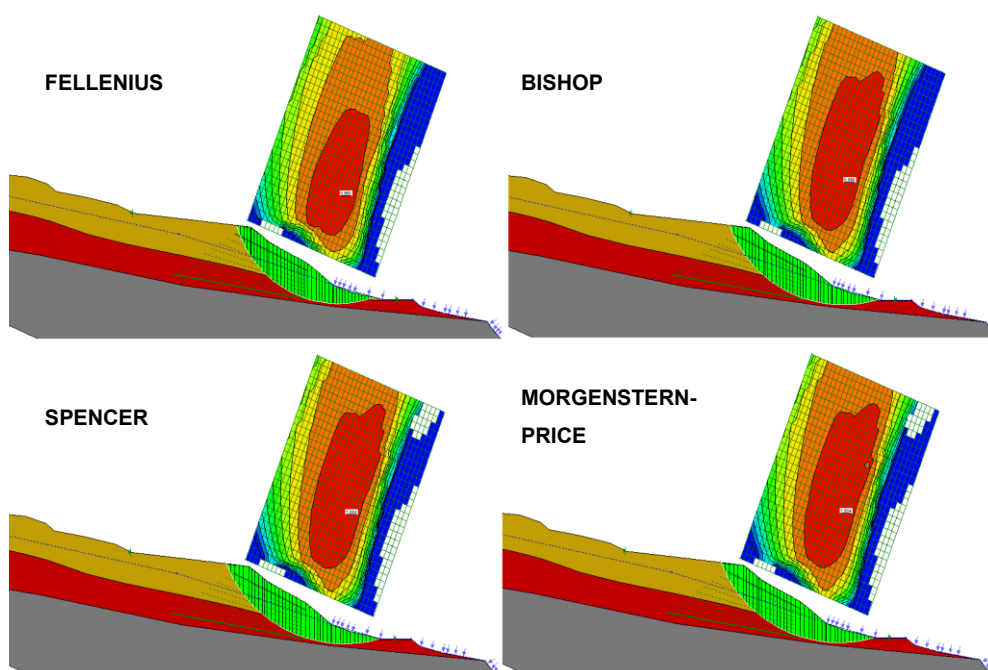 FELLENIUS
BISHOP
SPENCER
MORGENSTERN-
PRICE